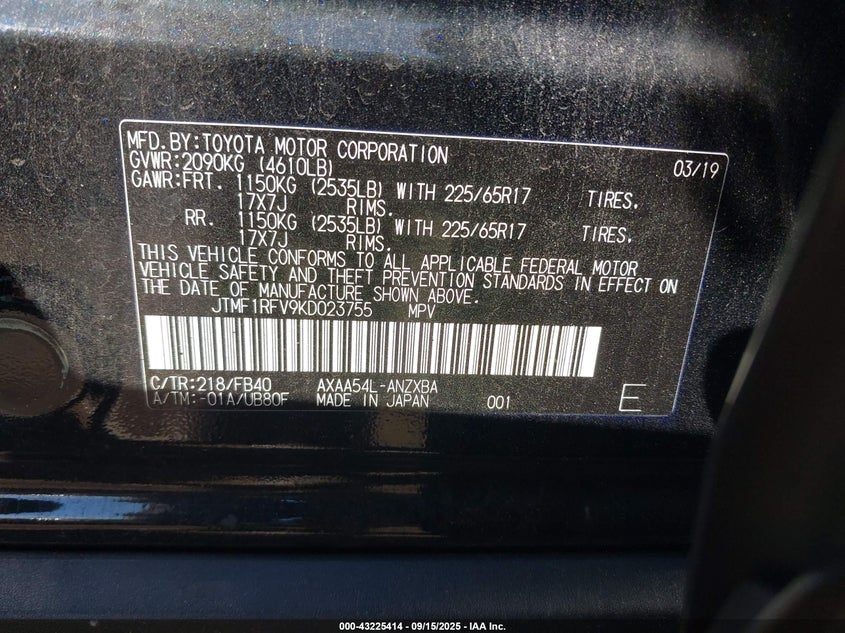 MFD.BY:TOYOTA MOTOR CORPORATION 03/19
GVWR:2090KG (4610LB)
GAWR:FRT. 1150KG (2535LB) WITH 225/65R17 TIRES.
17X7J RIMS.
RR. 1150KG (2535LB) WITH 225/65R17 TIRES,
17X7J RIMS.
THIS VEHICLE CONFORMS TO ALL APPLICABLE FEDERAL MOTOR
VEHICLE SAFETY AND THEFT PREVENTION STANDARDS IN EFFECT ON
THE DATE OF MANUFACTURE SHOWN ABOVE.
JTMF1RFV9KD023755 MPV
C/TR:218/FB40 AXAA54L-ANZXBA
A/TM:-01A/UB80F MADE IN JAPAN 001 E
000-43225414 - 09/15/2025 - IAA Inc.